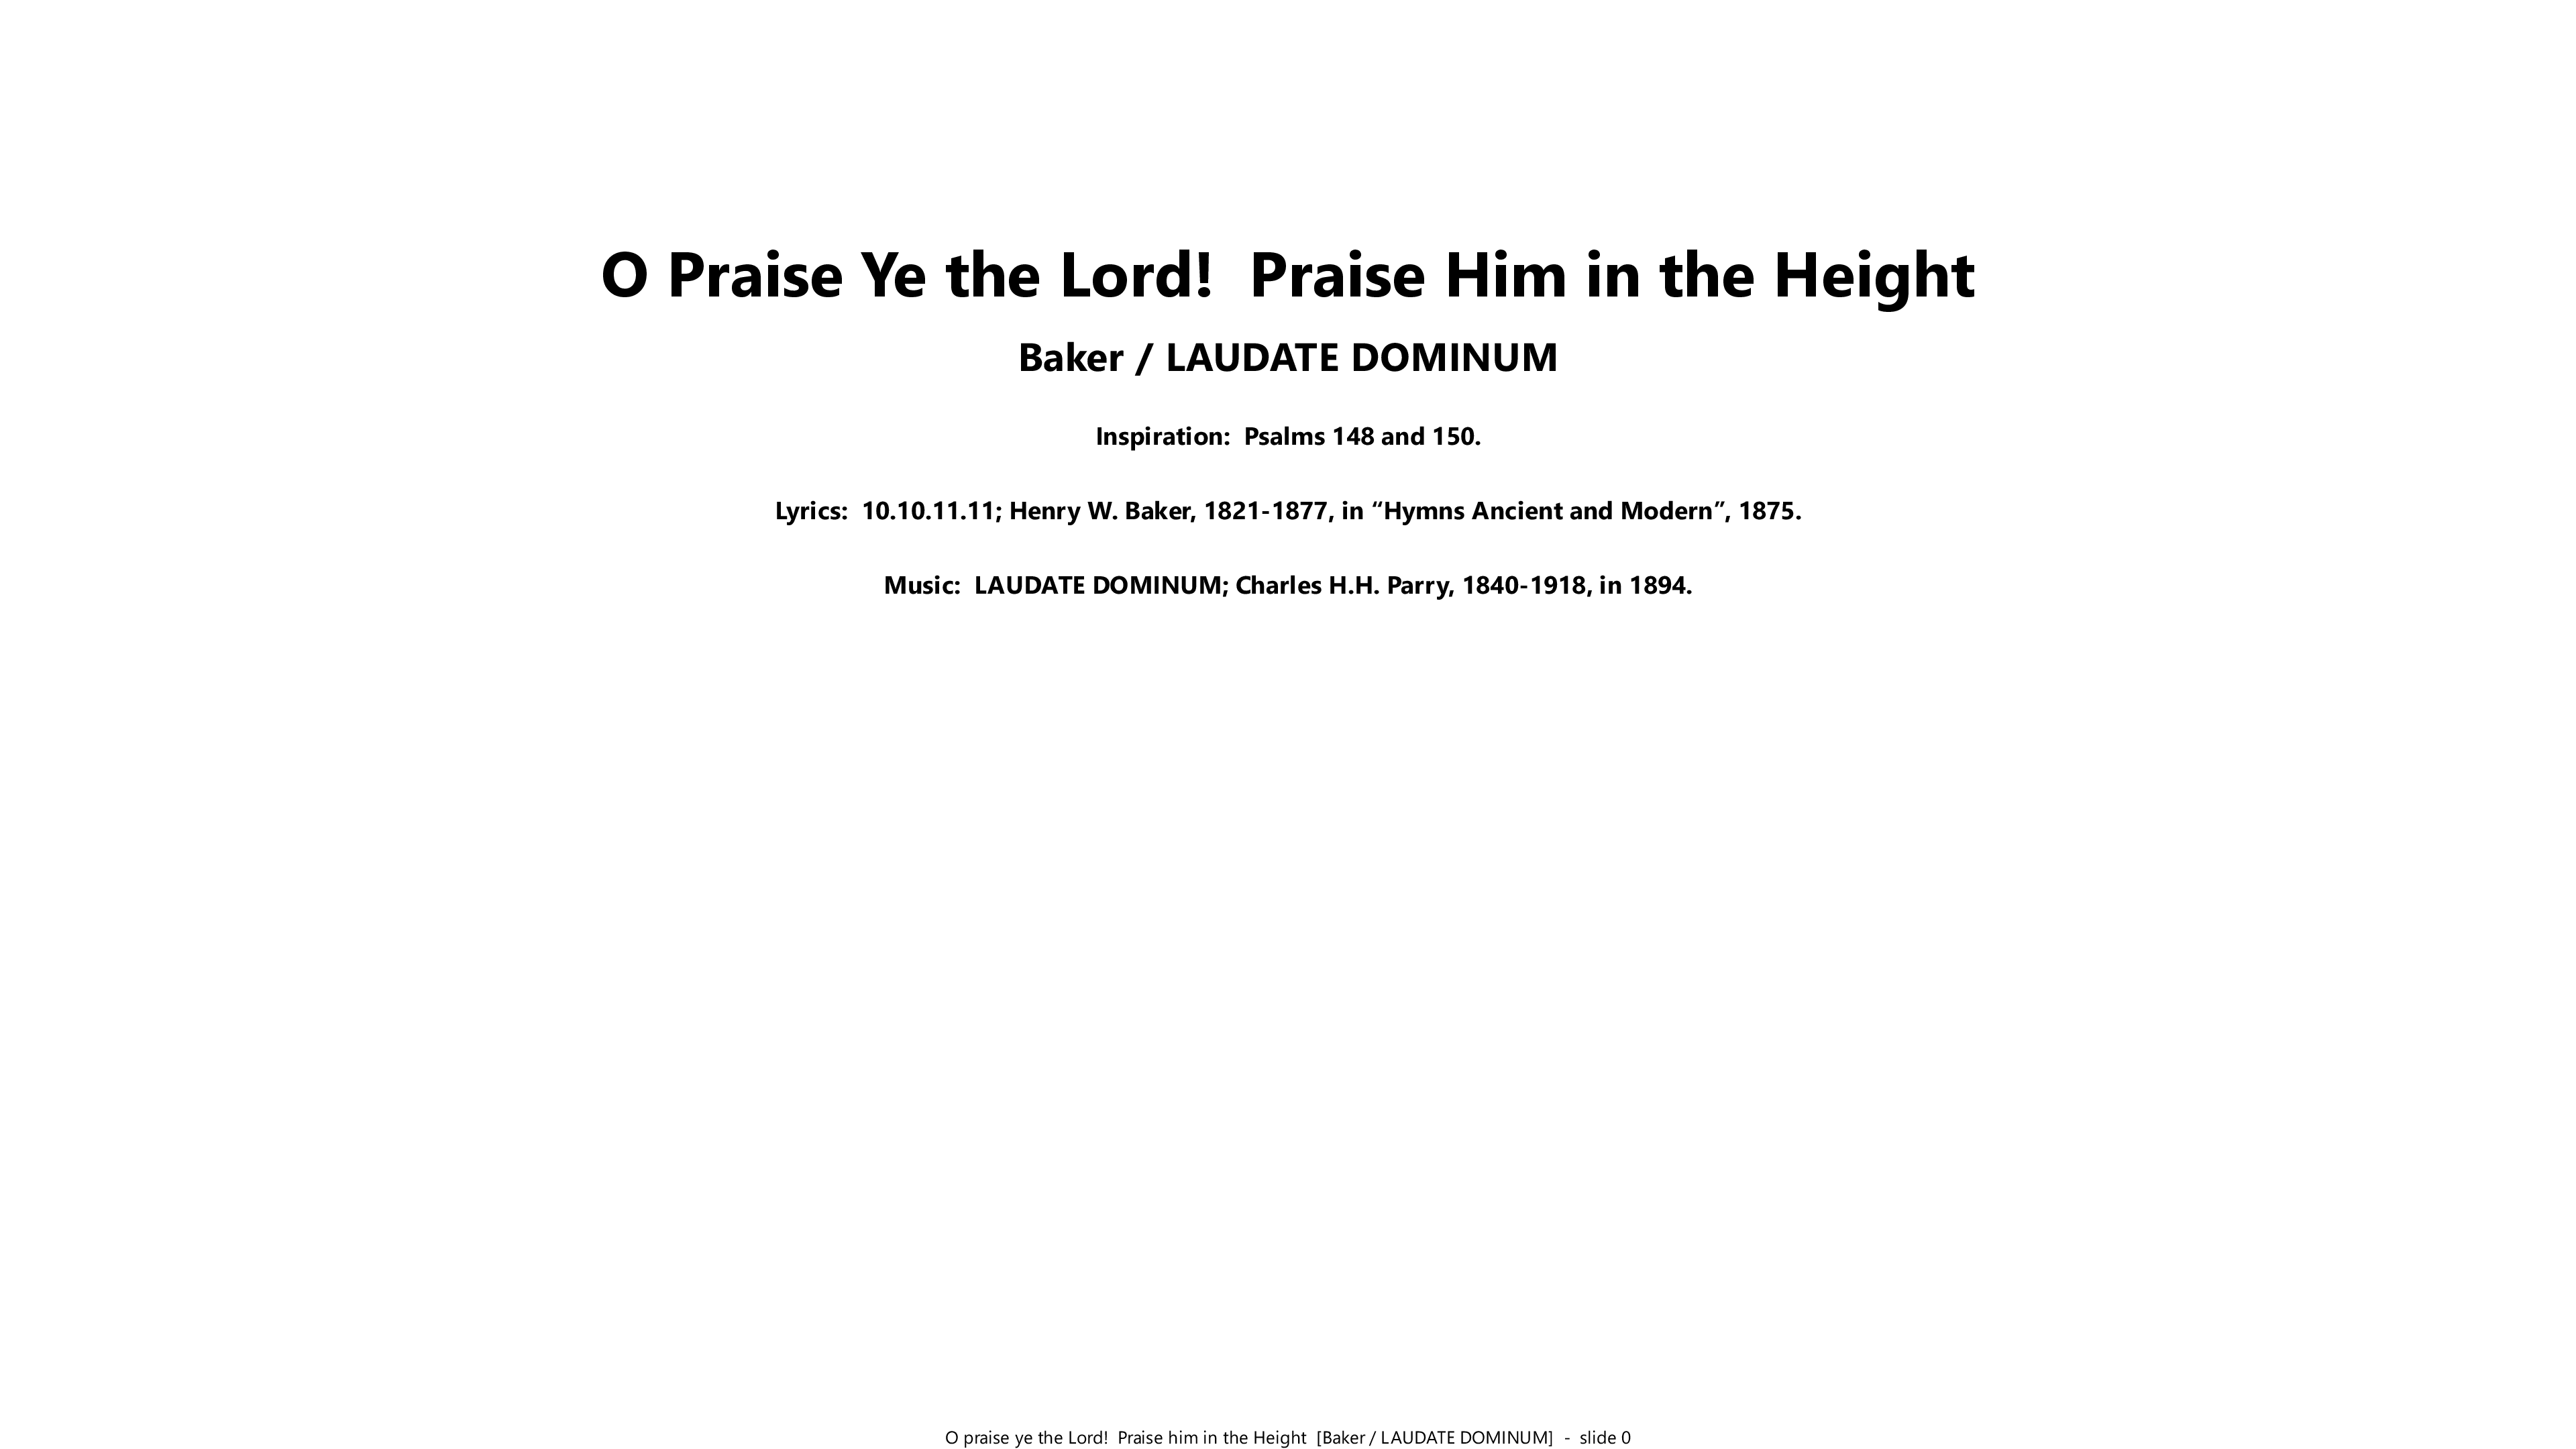 O Praise Ye the Lord!  Praise Him in the Height
Baker / LAUDATE DOMINUM
Inspiration:  Psalms 148 and 150.
Lyrics:  10.10.11.11; Henry W. Baker, 1821-1877, in “Hymns Ancient and Modern”, 1875.
Music:  LAUDATE DOMINUM; Charles H.H. Parry, 1840-1918, in 1894.
O praise ye the Lord!  Praise him in the Height  [Baker / LAUDATE DOMINUM]  -  slide 0